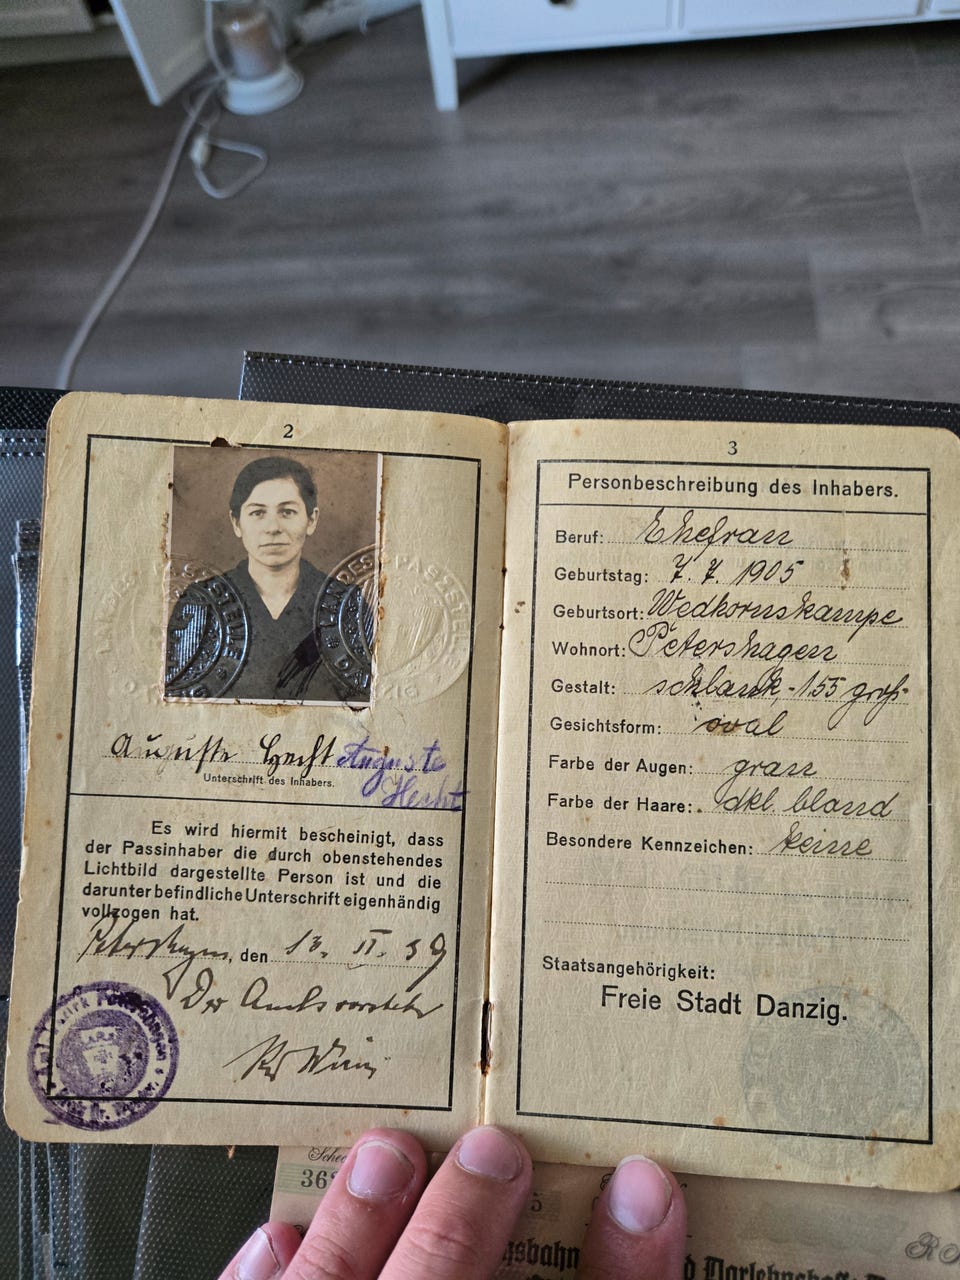 2
Auguste Hecht Auguste
Unterschrift des Inhabers.
Hecht
Es wird hiermit bescheinigt, dass
der Passinhaber die durch obenstehendes
Lichtbild dargestellte Person ist und die
darunter befindliche Unterschrift eigenhändig
vollzogen hat.
Petershagen, den 13. II. 39
Der Amtsvorsteher
3
Personbeschreibung des Inhabers.
Beruf: Ehefrau
Geburtstag: 7. 7. 1905
Geburtsort: Wedhornskampe
Wohnort: Petershagen
Gestalt: schlank - 155 groß
Gesichtsform: oval
Farbe der Augen: grau
Farbe der Haare: dkl. blond
Besondere Kennzeichen: keine
Staatsangehörigkeit:
Freie Stadt Danzig.